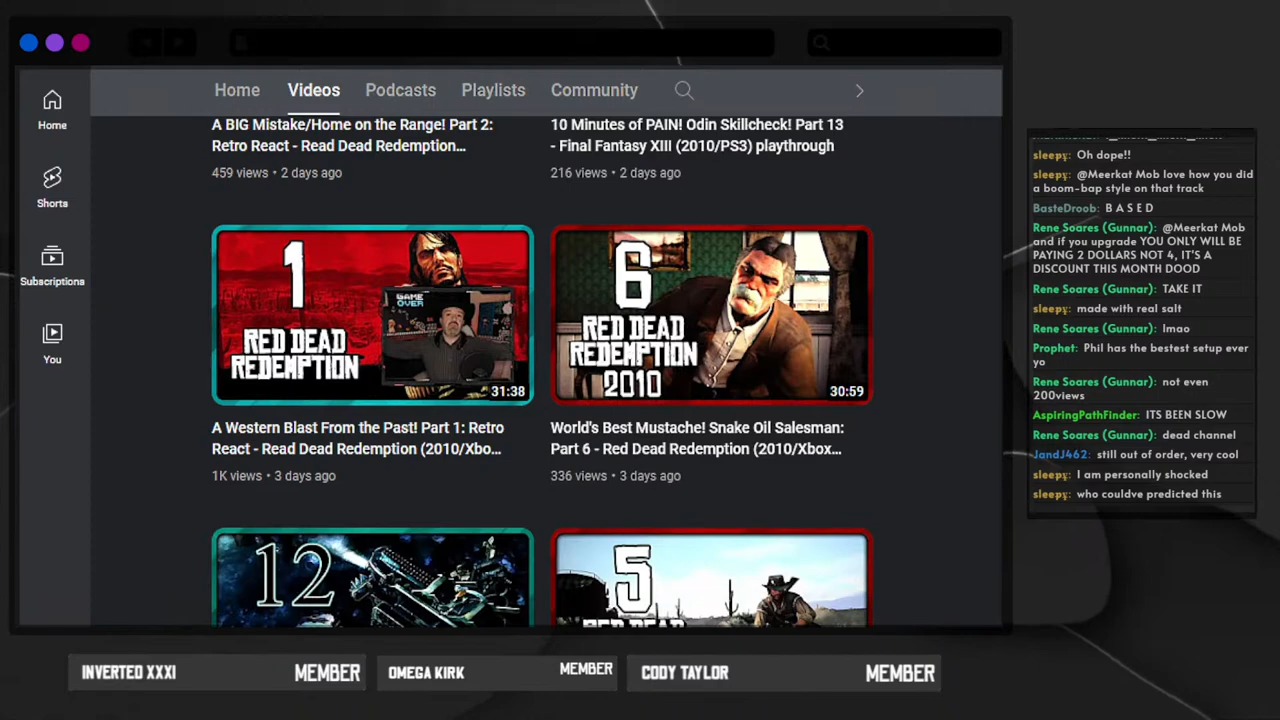 Home
Videos
Podcasts
Playlists
Community
Home
Shorts
Subscriptions
You
A BIG Mistake/Home on the Range! Part 2:
Retro React - Read Dead Redemption...
459 views • 2 days ago
10 Minutes of PAIN! Odin Skillcheck! Part 13
- Final Fantasy XIII (2010/PS3) playthrough
216 views • 2 days ago
1
RED DEAD
REDEMPTION
GAME
OVER
31:38
A Western Blast From the Past! Part 1: Retro
React - Read Dead Redemption (2010/Xbo...
1K views • 3 days ago
6
RED DEAD
REDEMPTION
2010
30:59
World's Best Mustache! Snake Oil Salesman:
Part 6 - Red Dead Redemption (2010/Xbox...
336 views • 3 days ago
12
5
RED DEAD
sleepy: Oh dope!!
sleepy: @Meerkat Mob love how you did
a boom-bap style on that track
BasteDroob: B A S E D
Rene Soares (Gunnar): @Meerkat Mob
and if you upgrade YOU ONLY WILL BE
PAYING 2 DOLLARS NOT 4, IT'S A
DISCOUNT THIS MONTH DOOD
Rene Soares (Gunnar): TAKE IT
sleepy: made with real salt
Rene Soares (Gunnar): lmao
Prophet: Phil has the bestest setup ever
yo
Rene Soares (Gunnar): not even
200views
AspiringPathFinder: ITS BEEN SLOW
Rene Soares (Gunnar): dead channel
JandJ462: still out of order, very cool
sleepy: I am personally shocked
sleepy: who couldve predicted this
INVERTED XXXI MEMBER
OMEGA KIRK MEMBER
CODY TAYLOR MEMBER